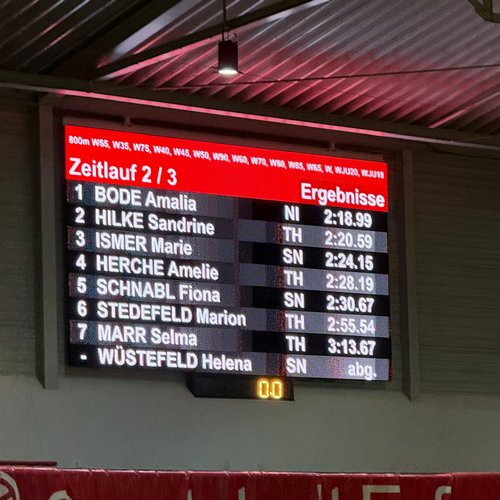 800m W55, W35, W75, W40, W45, W50, W90, W60, W70, W80, W85, W65, W, WJU20, WJU18
Zeitlauf 2 / 3 Ergebnisse
1 BODE Amalia NI 2:18.99
2 HILKE Sandrine TH 2:20.59
3 ISMER Marie SN 2:24.15
4 HERCHE Amelie TH 2:28.19
5 SCHNABL Fiona SN 2:30.67
6 STEDEFELD Marion TH 2:55.54
7 MARR Selma TH 3:13.67
- WÜSTEFELD Helena SN abg.
00